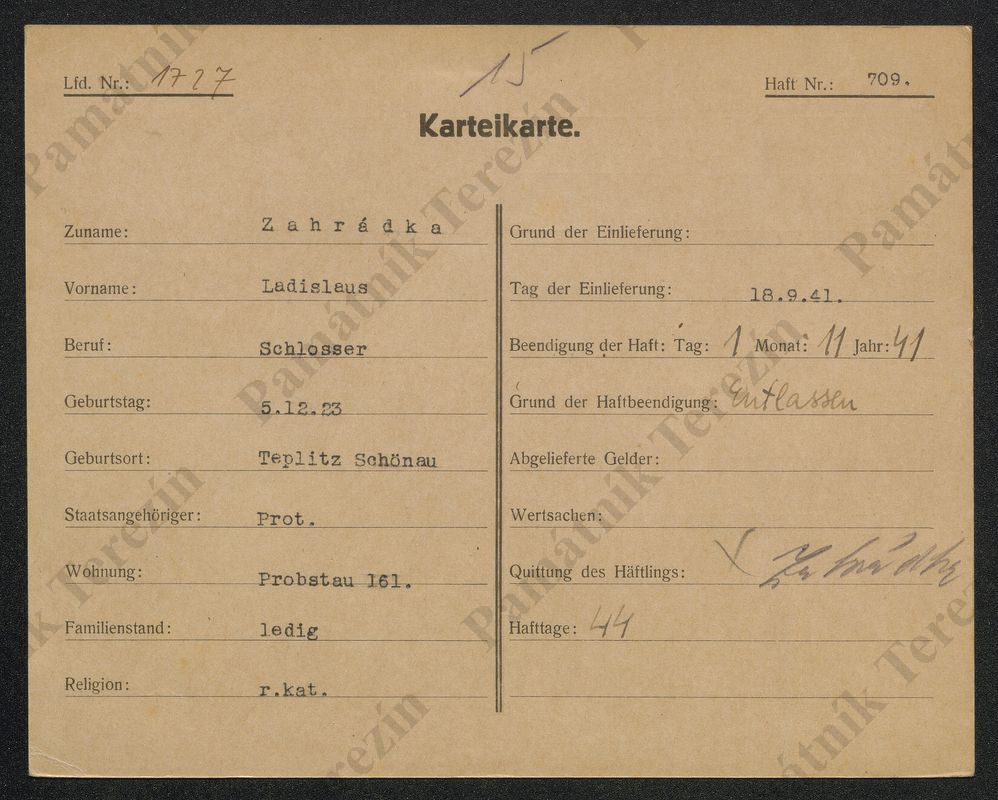 Lfd. Nr.: 1727
15
Haft Nr.: 709.
Karteikarte.
Zuname: Zahrádka
Vorname: Ladislaus
Beruf: Schlosser
Geburtstag: 5.12.23
Geburtsort: Teplitz Schönau
Staatsangehöriger: Prot.
Wohnung: Probstau 161.
Familienstand: ledig
Religion: r.kat.
Grund der Einlieferung:
Tag der Einlieferung: 18.9.41.
Beendigung der Haft: Tag: 1 Monat: 11 Jahr: 41
Grund der Haftbeendigung: Entlassen
Abgelieferte Gelder:
Wertsachen:
Quittung des Häftlings: Zahrádka
Hafttage: 44
Památník Terezín